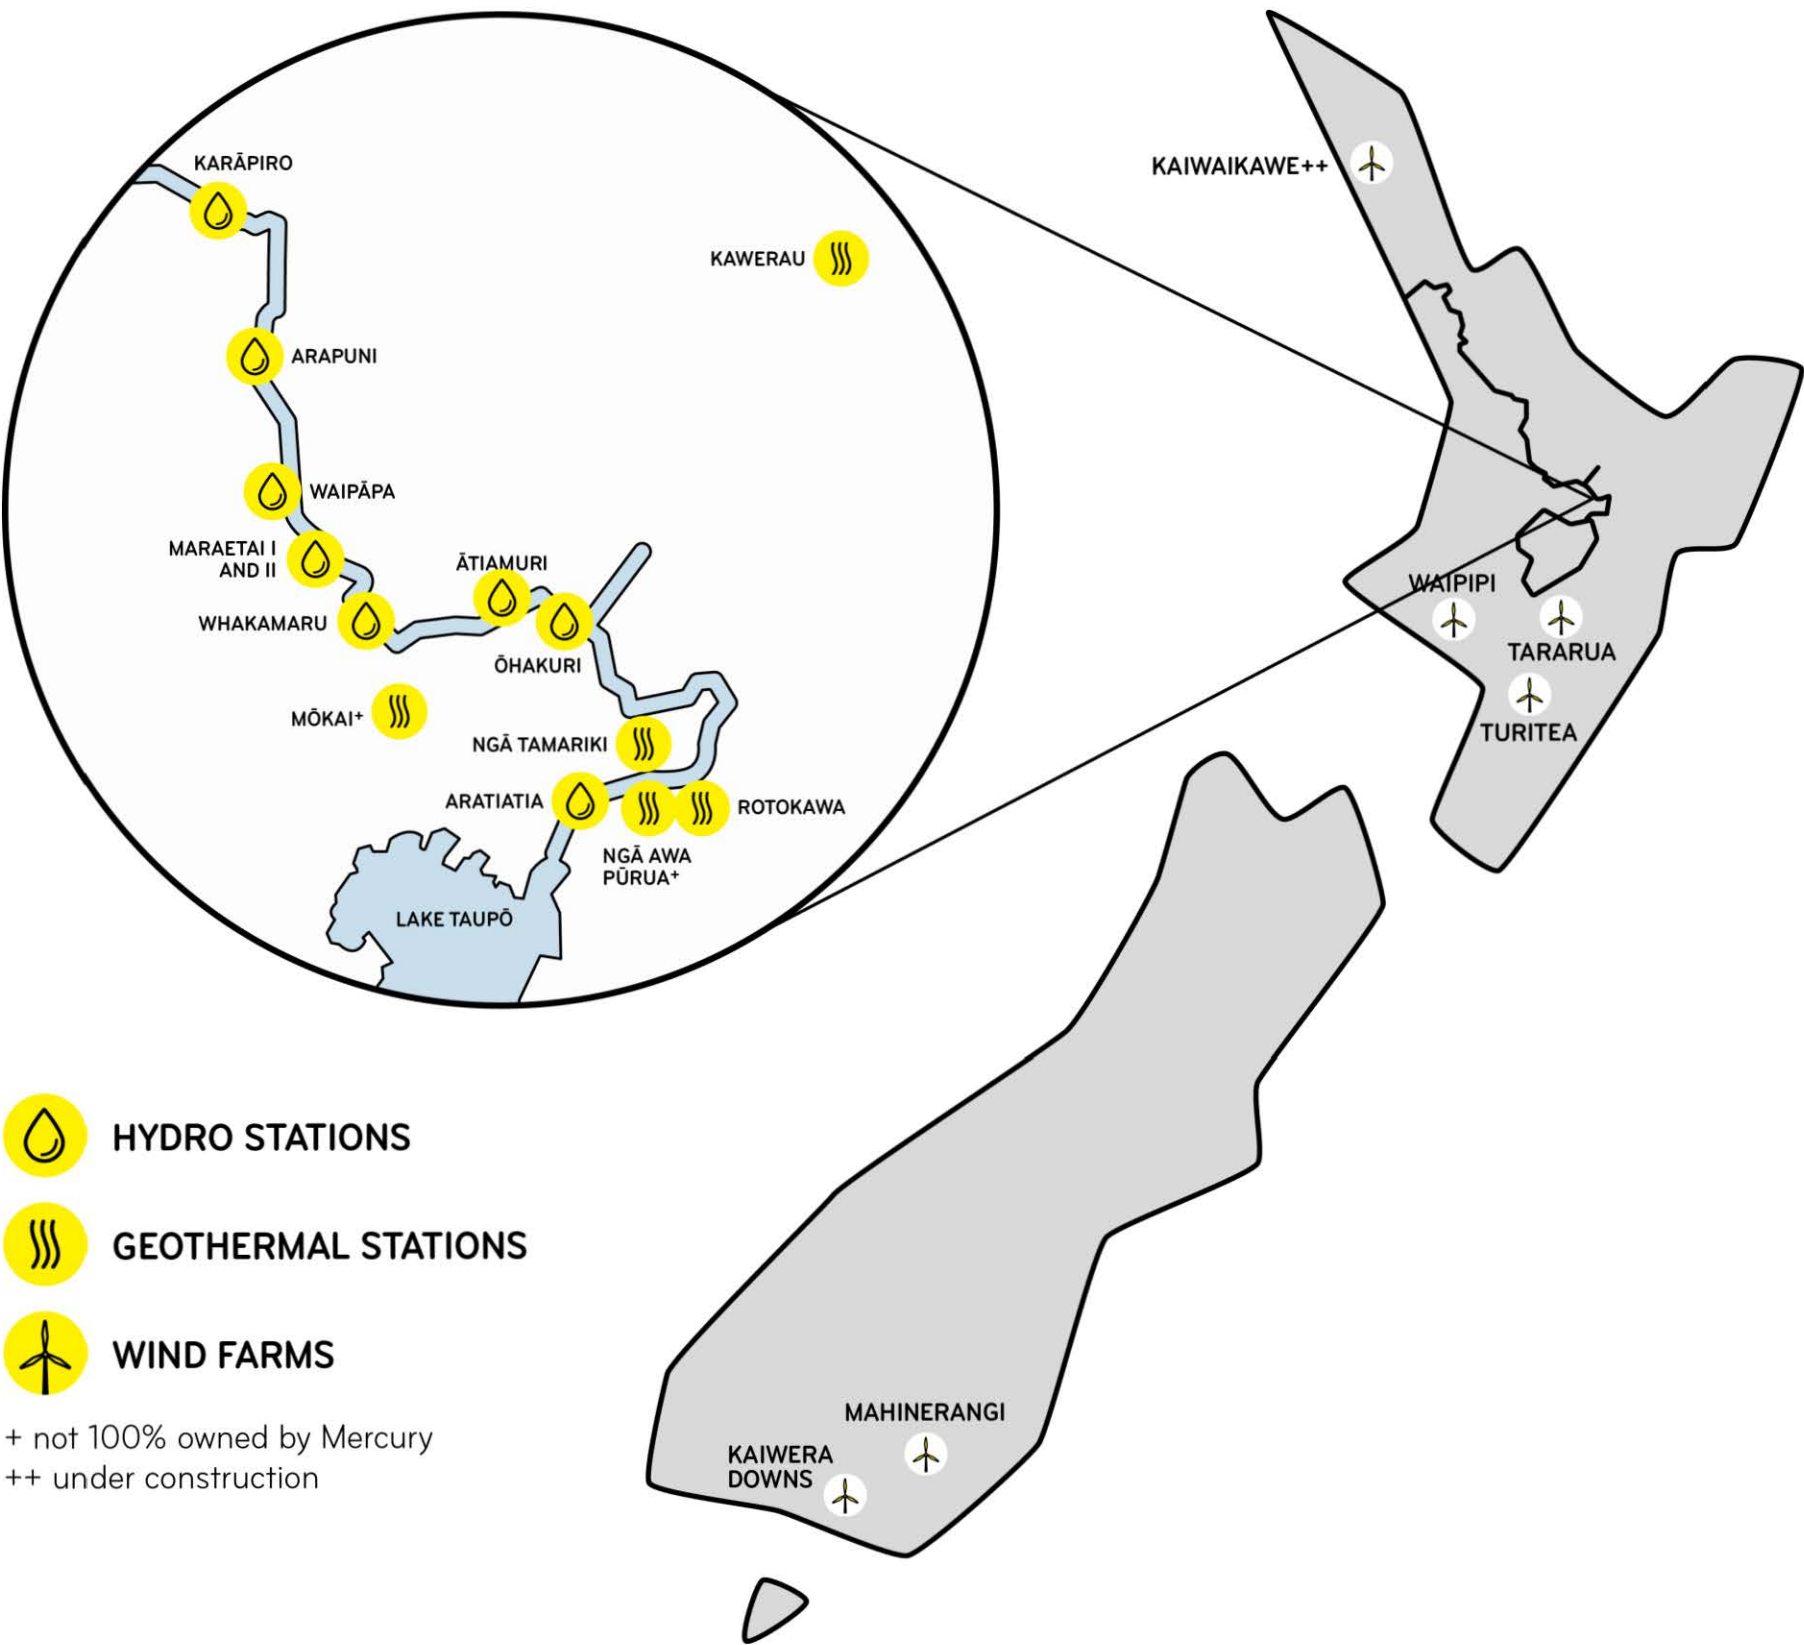 KARĀPIRO
KAWERAU
ARAPUNI
WAIPĀPA
MARAETAI I
AND II
ĀTIAMURI
WHAKAMARU
ŌHAKURI
MŌKAI+
NGĀ TAMARIKI
ARATIATIA
ROTOKAWA
NGĀ AWA
PŪRUA+
LAKE TAUPŌ
KAIWAIKAWE++
WAIPIPI
TARARUA
TURITEA
MAHINERANGI
KAIWERA
DOWNS
HYDRO STATIONS
GEOTHERMAL STATIONS
WIND FARMS
+ not 100% owned by Mercury
++ under construction